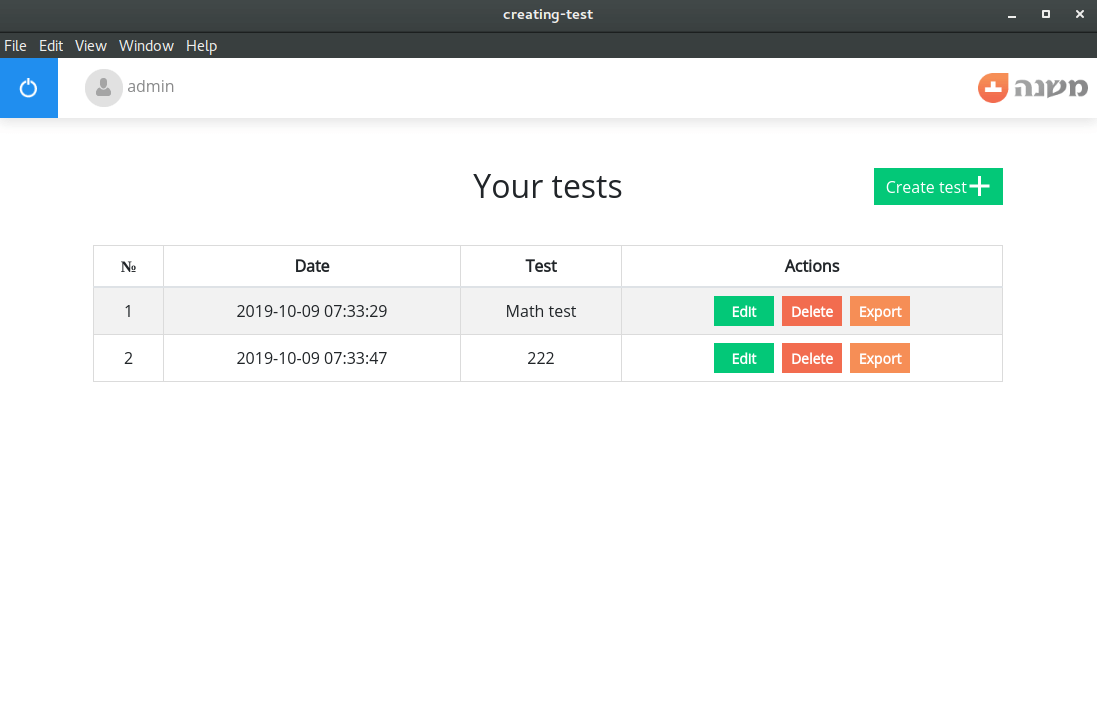 creating-test
File Edit View Window Help
admin
משנה
Your tests
Create test
№ Date Test Actions
1 2019-10-09 07:33:29 Math test Edit Delete Export
2 2019-10-09 07:33:47 222 Edit Delete Export